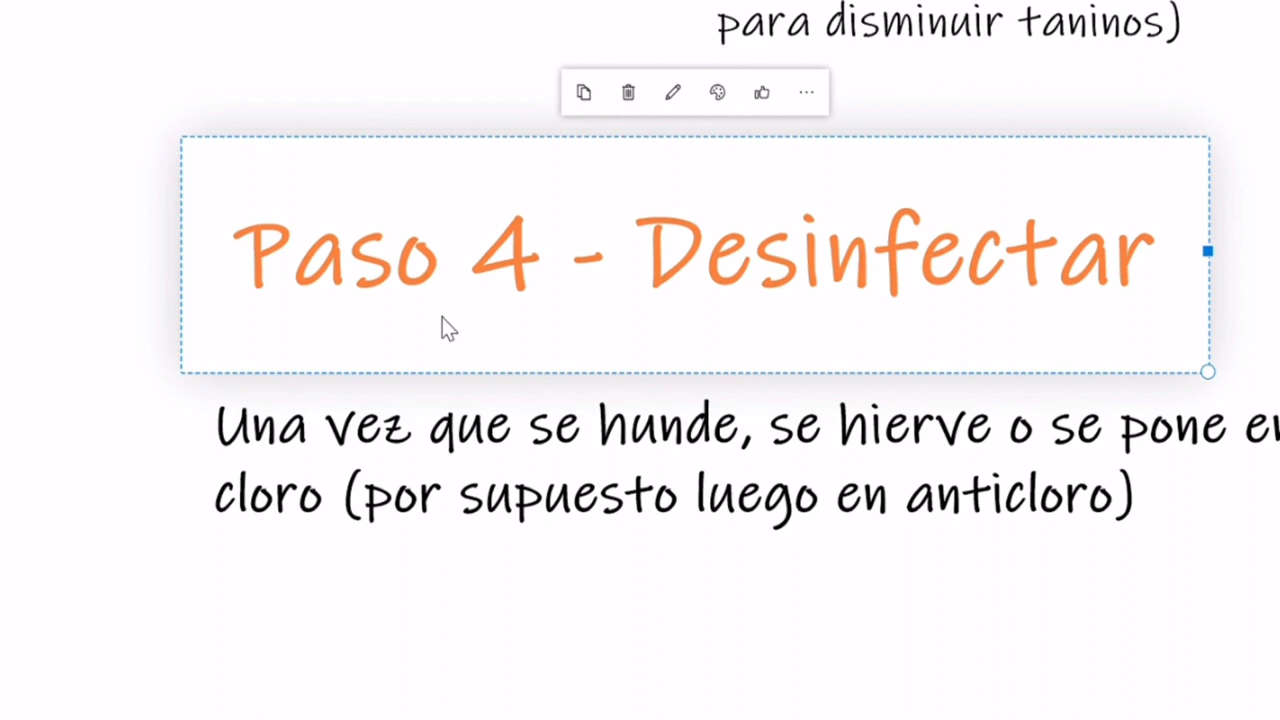 para disminuir taninos)
Paso 4 - Desinfectar
Una vez que se hunde, se hierve o se pone
cloro (por supuesto luego en anticloro)